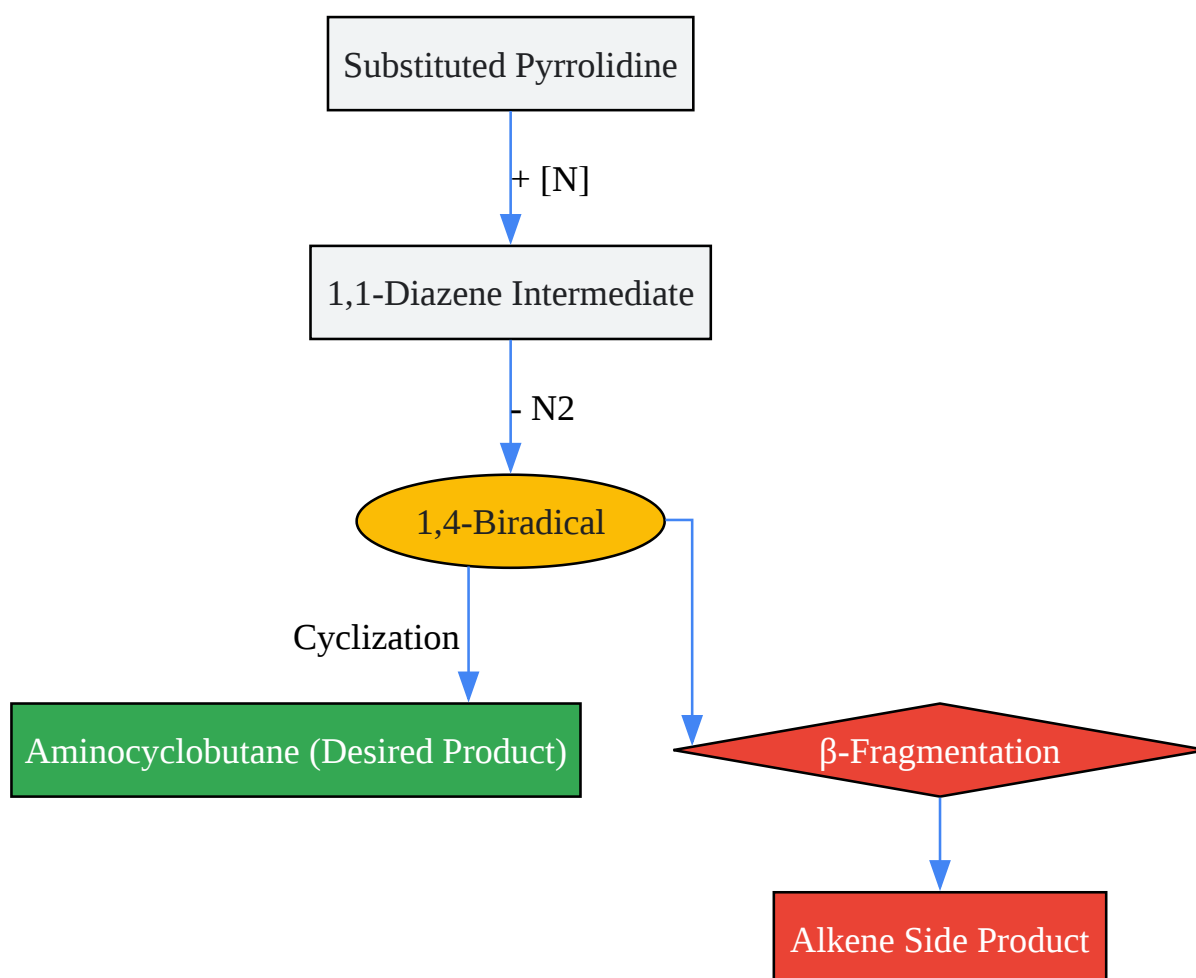 Substituted Pyrrolidine
+ [N]
1,1-Diazene Intermediate
- N2
1,4-Biradical
Cyclization
Aminocyclobutane (Desired Product)
β-Fragmentation
Alkene Side Product